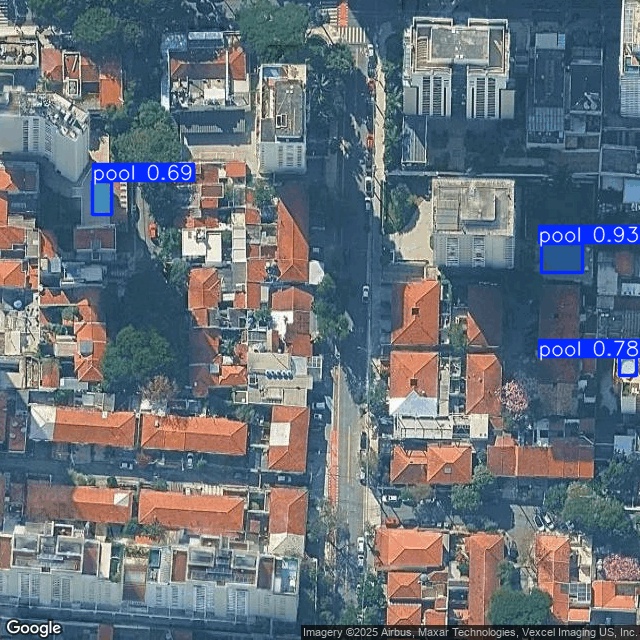 pool 0.69
pool 0.93
pool 0.78
Google
Imagery ©2025 Airbus, Maxar Technologies, Vexcel Imaging US, Inc.